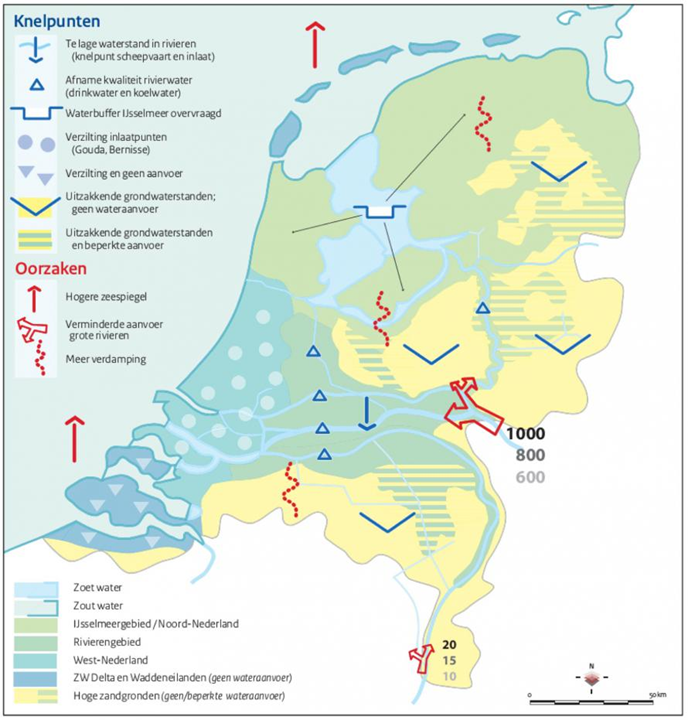 Knelpunten
Te lage waterstand in rivieren
(knelpunt scheepvaart en inlaat)
Afname kwaliteit rivierwater
(drinkwater en koelwater)
Waterbuffer IJsselmeer overvraagd
Verzilting inlaatpunten
(Gouda, Bernisse)
Verzilting en geen aanvoer
Uitzakkende grondwaterstanden;
geen wateraanvoer
Uitzakkende grondwaterstanden
en beperkte aanvoer
Oorzaken
Hogere zeespiegel
Verminderde aanvoer
grote rivieren
Meer verdamping
1000
800
600
Zoet water
Zout water
IJsselmeergebied / Noord-Nederland
Rivierengebied
West-Nederland
ZW Delta en Waddeneilanden (geen wateraanvoer)
Hoge zandgronden (geen/beperkte wateraanvoer)
20
15
10
N
0 50 km